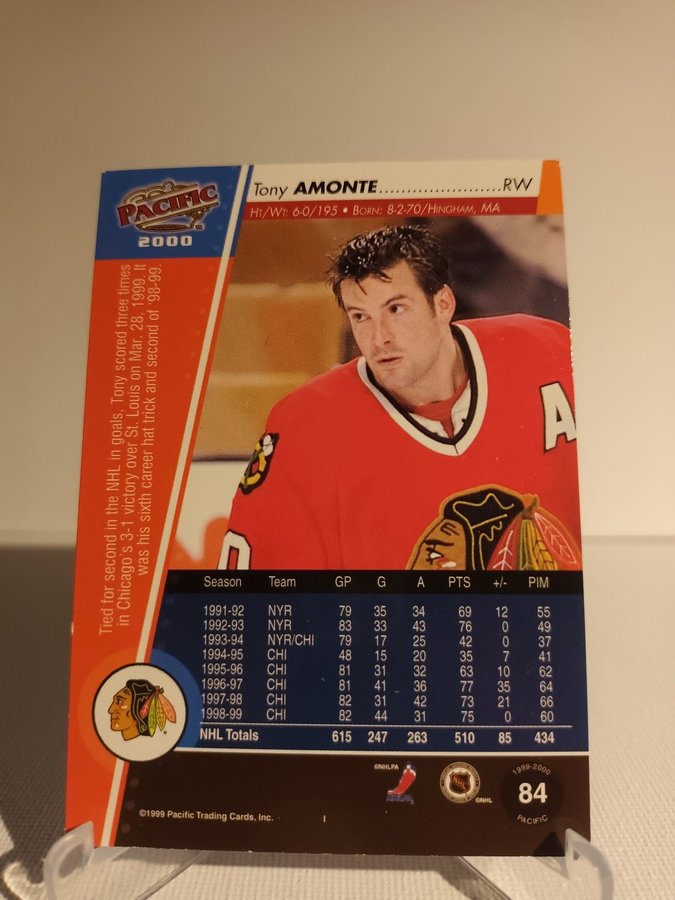 PACIFIC
2000
Tony AMONTE......................RW
HT/WT: 6-0/195 • BORN: 8-2-70/HINGHAM, MA
Tied for second in the NHL in goals. Tony scored three times
in Chicago's 3-1 victory over St. Louis on Mar. 28, 1999. It
was his sixth career hat trick and second of '98-99.
A
Season Team GP G A PTS +/- PIM
1991-92 NYR 79 35 34 69 12 55
1992-93 NYR 83 33 43 76 0 49
1993-94 NYR/CHI 79 17 25 42 0 37
1994-95 CHI 48 15 20 35 7 41
1995-96 CHI 81 31 32 63 10 62
1996-97 CHI 81 41 36 77 35 64
1997-98 CHI 82 31 42 73 21 66
1998-99 CHI 82 44 31 75 0 60
NHL Totals 615 247 263 510 85 434
©NHLPA
©NHL
1999-2000
84
PACIFIC
©1999 Pacific Trading Cards, Inc.
I